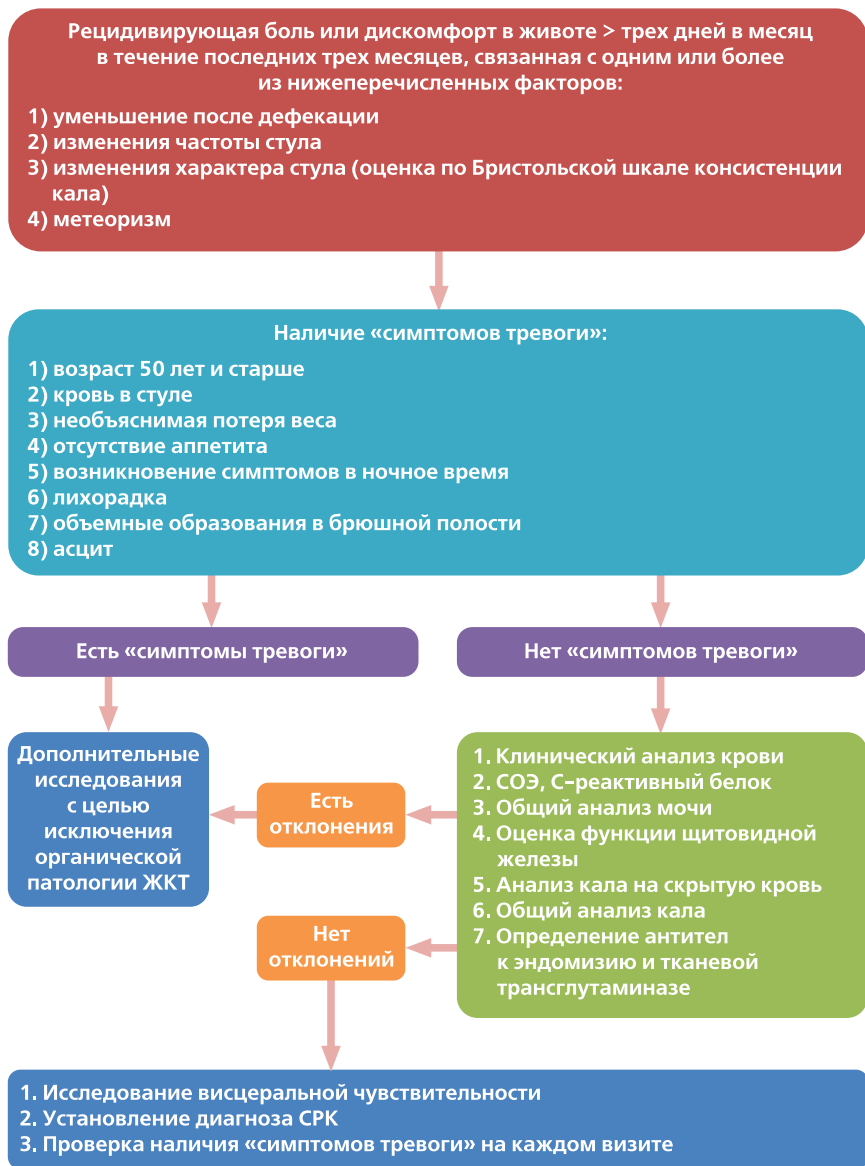 Рецидивирующая боль или дискомфорт в животе > трех дней в месяц
в течение последних трех месяцев, связанная с одним или более
из нижеперечисленных факторов:
1) уменьшение после дефекации
2) изменения частоты стула
3) изменения характера стула (оценка по Бристольской шкале консистенции
кала)
4) метеоризм
Наличие «симптомов тревоги»:
1) возраст 50 лет и старше
2) кровь в стуле
3) необъяснимая потеря веса
4) отсутствие аппетита
5) возникновение симптомов в ночное время
6) лихорадка
7) объемные образования в брюшной полости
8) асцит
Есть «симптомы тревоги»
Нет «симптомов тревоги»
Дополнительные
исследования
с целью
исключения
органической
патологии ЖКТ
Есть
отклонения
Нет
отклонений
1. Клинический анализ крови
2. СОЭ, С-реактивный белок
3. Общий анализ мочи
4. Оценка функции щитовидной
железы
5. Анализ кала на скрытую кровь
6. Общий анализ кала
7. Определение антител
к эндомизию и тканевой
трансглутаминазе
1. Исследование висцеральной чувствительности
2. Установление диагноза СРК
3. Проверка наличия «симптомов тревоги» на каждом визите